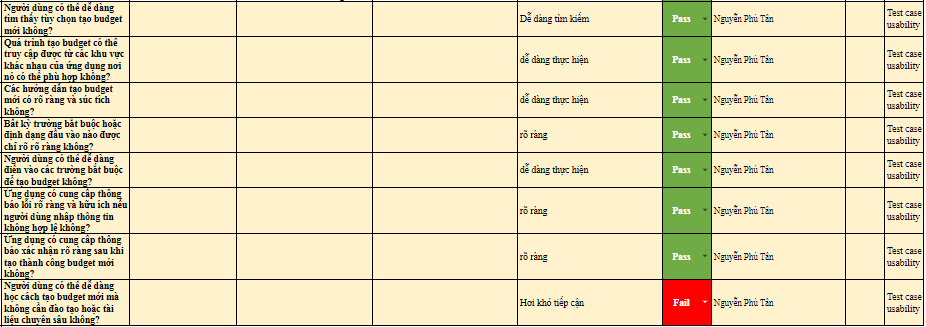 Người dùng có thể dễ dàng
tìm thấy tùy chọn tạo budget
mới không?
Dễ dàng tìm kiếm
Pass
Nguyễn Phú Tân
Test case
usability
Quá trình tạo budget có thể
truy cập được từ các khu vực
khác nhau của ứng dụng nơi
nó có thể phù hợp không?
dễ dàng thực hiện
Pass
Nguyễn Phú Tân
Test case
usability
Các hướng dẫn tạo budget
mới có rõ ràng và súc tích
không?
dễ dàng thực hiện
Pass
Nguyễn Phú Tân
Test case
usability
Bất kỳ trường bắt buộc hoặc
định dạng đầu vào nào được
chỉ rõ rõ ràng không?
rõ ràng
Pass
Nguyễn Phú Tân
Test case
usability
Người dùng có thể dễ dàng
điền vào các trường bắt buộc
để tạo budget không?
dễ dàng thực hiện
Pass
Nguyễn Phú Tân
Test case
usability
Ứng dụng có cung cấp thông
báo lỗi rõ ràng và hữu ích nếu
người dùng nhập thông tin
không hợp lệ không?
rõ ràng
Pass
Nguyễn Phú Tân
Test case
usability
Ứng dụng có cung cấp thông
báo xác nhận rõ ràng sau khi
tạo thành công budget mới
không?
rõ ràng
Pass
Nguyễn Phú Tân
Test case
usability
Người dùng có thể dễ dàng
học cách tạo budget mới mà
không cần đào tạo hoặc tài
liệu chuyên sâu không?
Hơi khó tiếp cận
Fail
Nguyễn Phú Tân
Test case
usability